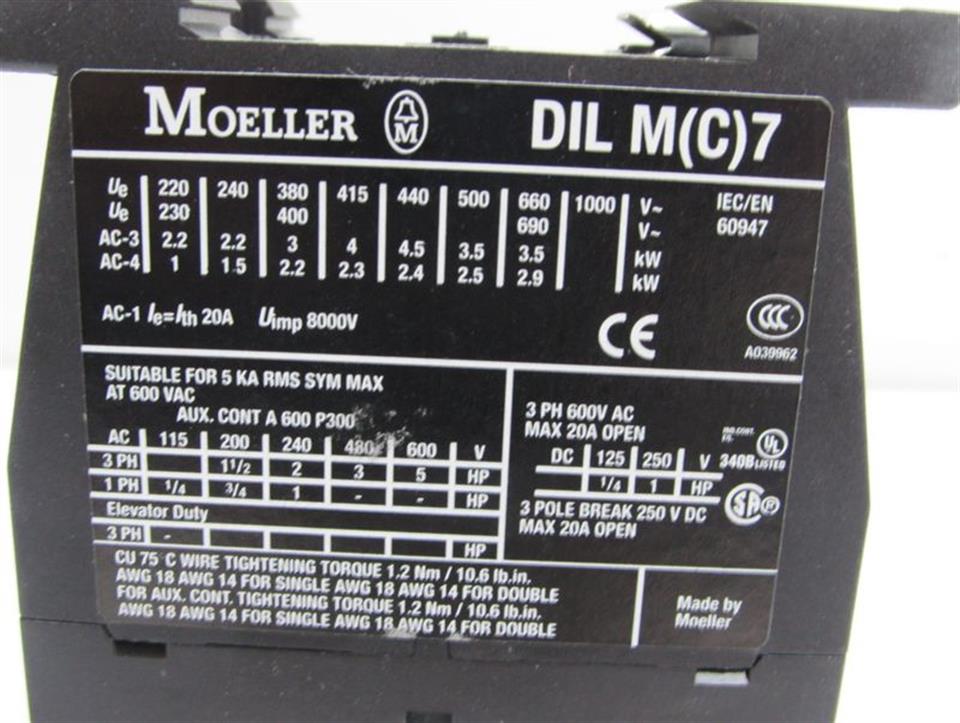 MOELLER M DIL M(C)7
Ue 220 240 380 415 440 500 660 1000 V~ IEC/EN
Ue 230 400 690 V~ 60947
AC-3 2.2 2.2 3 4 4.5 3.5 3.5 kW
AC-4 1 1.5 2.2 2.3 2.4 2.5 2.9 kW
AC-1 Ie=Ith 20A Uimp 8000V
CE
CCC
A039962
SUITABLE FOR 5 KA RMS SYM MAX
AT 600 VAC
AUX. CONT A 600 P300
AC 115 200 240 480 600 V
3 PH 1 1/2 2 3 5 HP
1 PH 1/4 3/4 1 - - HP
Elevator Duty
3 PH - HP
3 PH 600V AC
MAX 20A OPEN
IND.CONT.
EQ.
UL
340B LISTED
DC 125 250 V
1/4 1 HP
SA ®
3 POLE BREAK 250 V DC
MAX 20A OPEN
CU 75°C WIRE TIGHTENING TORQUE 1.2 Nm / 10.6 lb.in.
AWG 18 AWG 14 FOR SINGLE AWG 18 AWG 14 FOR DOUBLE
FOR AUX. CONT. TIGHTENING TORQUE 1.2 Nm / 10.6 lb.in.
AWG 18 AWG 14 FOR SINGLE AWG 18 AWG 14 FOR DOUBLE
Made by
Moeller